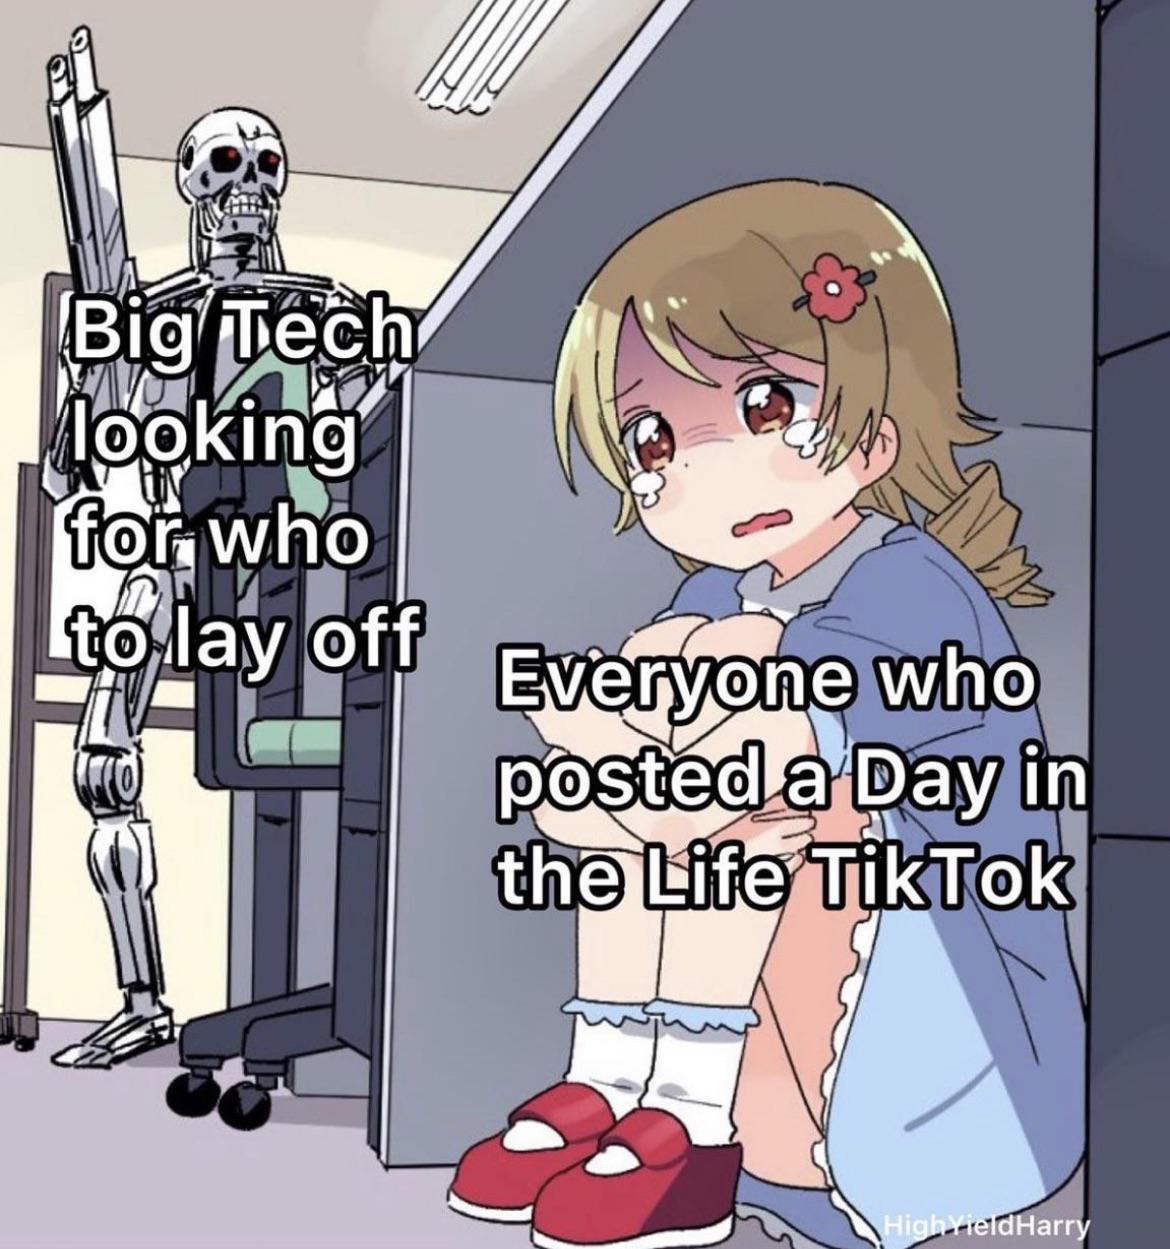 Big Tech
looking
for who
to lay off
Everyone who
posted a Day in
the Life TikTok
HighYieldHarry